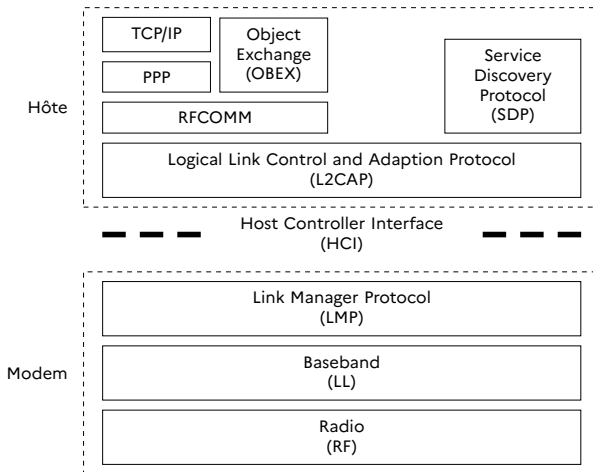 TCP/IP
Object
Exchange
(OBEX)
PPP
Service
Discovery
Protocol
(SDP)
Hôte
RFCOMM
Logical Link Control and Adaption Protocol
(L2CAP)
Host Controller Interface
(HCI)
Link Manager Protocol
(LMP)
Modem
Baseband
(LL)
Radio
(RF)